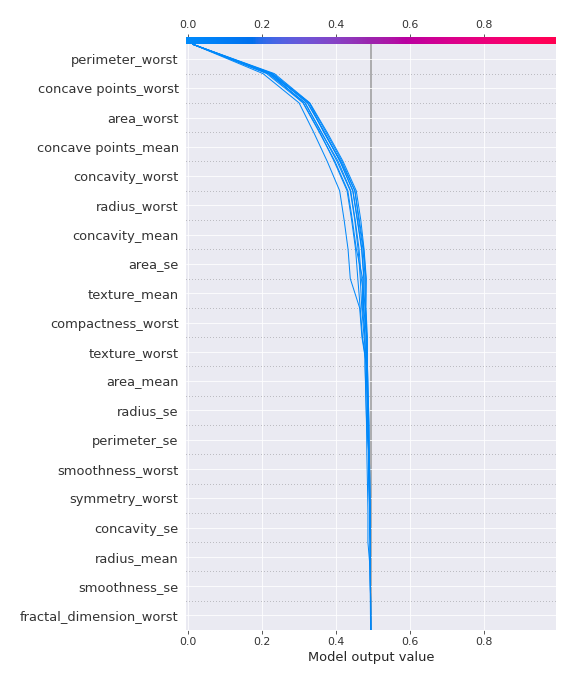 0.0 0.2 0.4 0.6 0.8
perimeter_worst
concave points_worst
area_worst
concave points_mean
concavity_worst
radius_worst
concavity_mean
area_se
texture_mean
compactness_worst
texture_worst
area_mean
radius_se
perimeter_se
smoothness_worst
symmetry_worst
concavity_se
radius_mean
smoothness_se
fractal_dimension_worst
0.0 0.2 0.4 0.6 0.8
Model output value